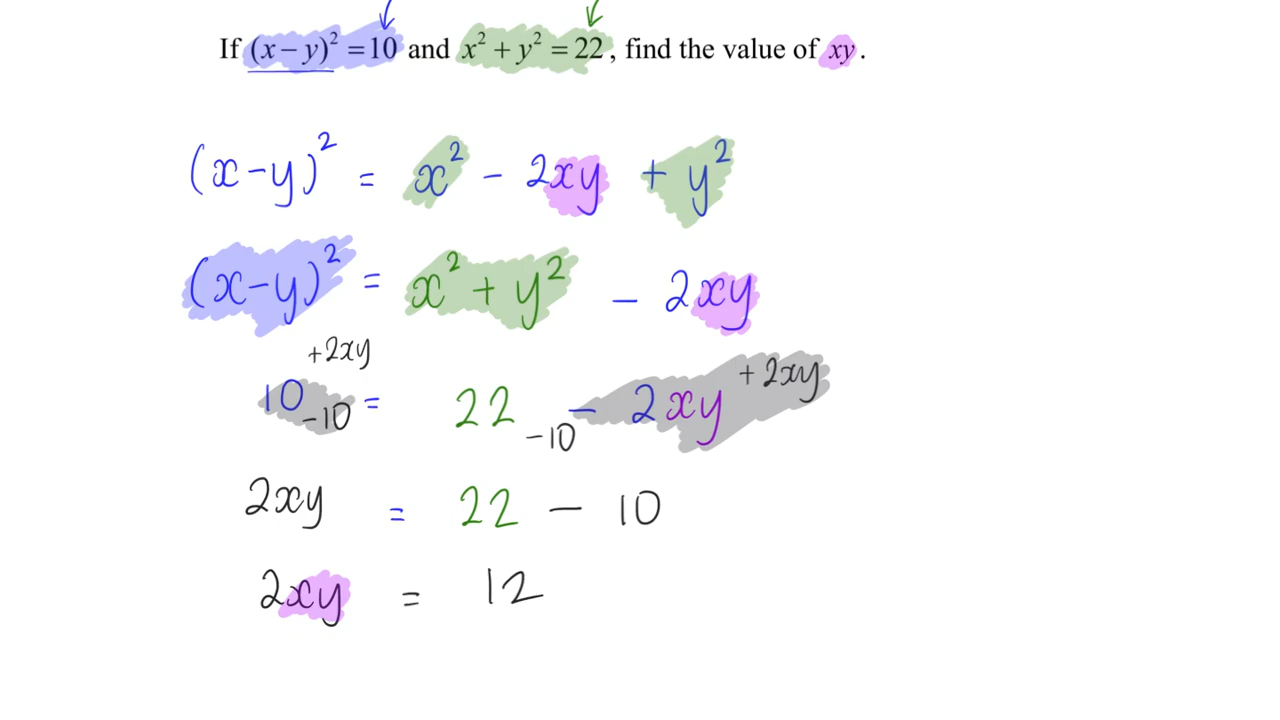 If (x − y)² = 10 and x² + y² = 22, find the value of xy.
(x-y)² = x² - 2xy + y²
(x-y)² = x² + y² - 2xy
+2xy
10 -10 = 22 -10 - 2xy +2xy
2xy = 22 - 10
2xy = 12